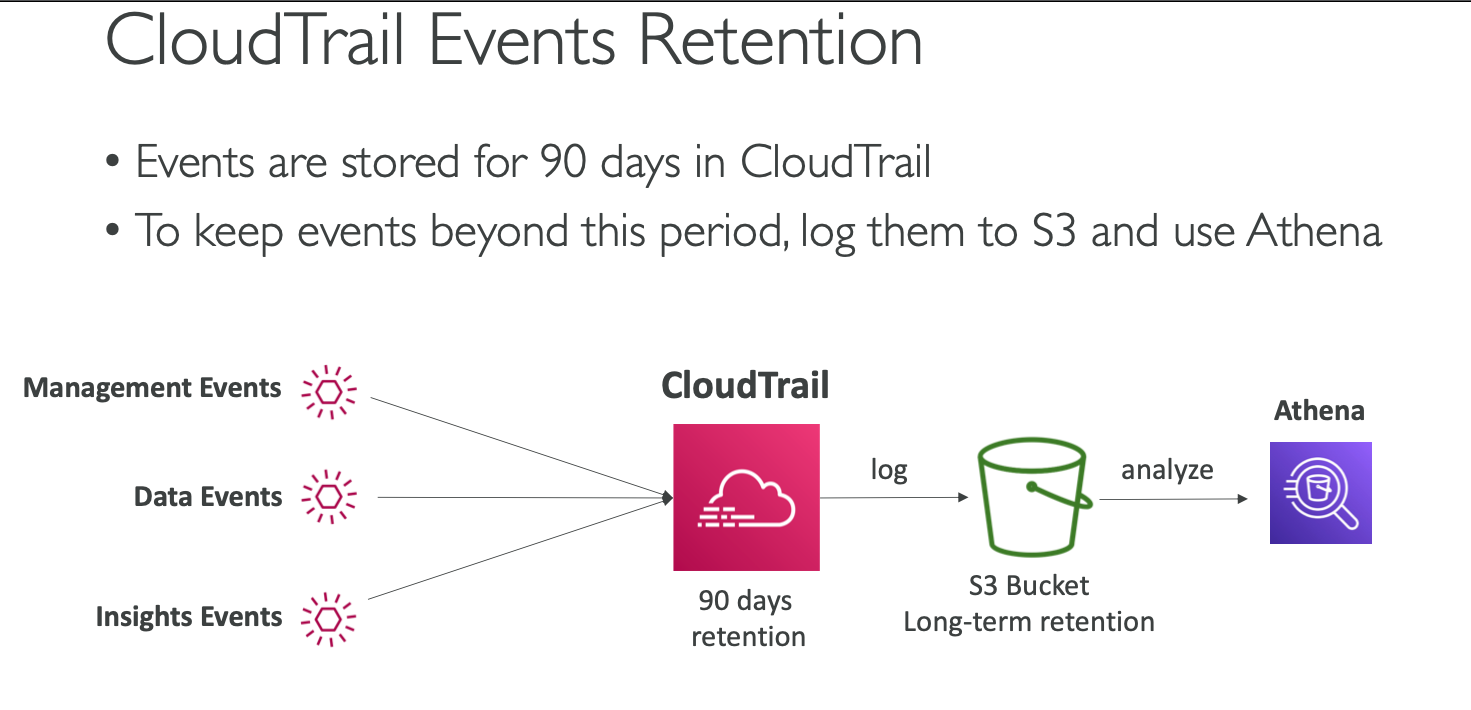 CloudTrail Events Retention
• Events are stored for 90 days in CloudTrail
• To keep events beyond this period, log them to S3 and use Athena
Management Events
Data Events
Insights Events
CloudTrail
90 days
retention
log
S3 Bucket
Long-term retention
analyze
Athena